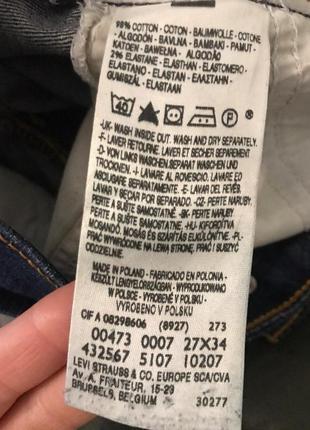 98% COTTON - COTON - BAUMWOLLE - COTONE
- ALGODÓN - BAVLNA - BAMBAKI - PAMUT -
KATOEN - BAWEŁNA - ALGODÃO
2% ELASTANE - ELASTHAN - ELASTOMERO -
ELASTANO - ELASTAN - ΕΛΑΣΤΑΝΗ -
GUMISZÁL - ELASTAAN
40 P ®
-UK- WASH INSIDE OUT. WASH AND DRY SEPARATELY.
-F- LAVER RETOURNE. LAVER ET SECHER SEPAREMENT.
-D- VON LINKS WASCHEN. SEPARAT WASCHEN UND
TROCKNEN. -I- LAVARE AL ROVESCIO. LAVARE ED
ASCIUGARE SEPARATAMENTE. -E- LAVAR DEL REVÉS.
LAVAR Y SECAR POR SEPARADO. -CZ- PERTE NARUBY.
PERTE A SUŠTE SAMOSTATNĚ. -SK- PERTE NARUBY.
PERTE A SUŠTE SAMOSTATNE. -HU- KIFORDÍTVA
MOSANDÓ. MOSÁS ÉS SZÁRÍTÁS ELKÜLÖNÍTVE.
-PL- PRAĆ WYWRÓCONE NA LEWĄ STRONĘ. PRAĆ I SUSZYĆ
ODDZIELNIE.
MADE IN POLAND - FABRICADO EN POLONIA -
KÉSZÜLT LENGYELORSZÁGBAN - WYPRODUKOWANO
W POLSCE - VYROBENÉ V POĽSKU -
VYROBENO V POLSKU
CIF A 08298606 (8927) 273
00473 0007 27X34
432567 5107 10207
LEVI STRAUSS & CO EUROPE SCA/CVA
Av. A. FRAITEUR, 15-23
BRUSSELS, BELGIUM 30277